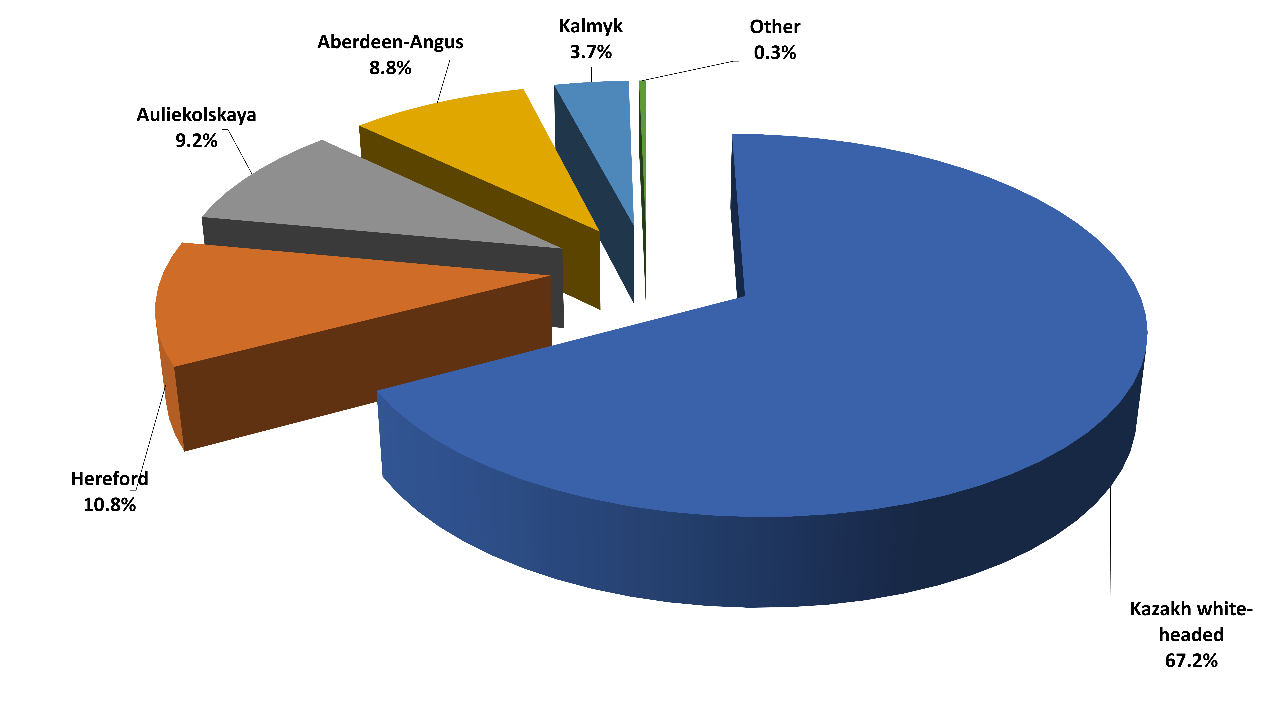 Kalmyk
3.7%
Other
0.3%
Aberdeen-Angus
8.8%
Auliekolskaya
9.2%
Hereford
10.8%
Kazakh white-
headed
67.2%